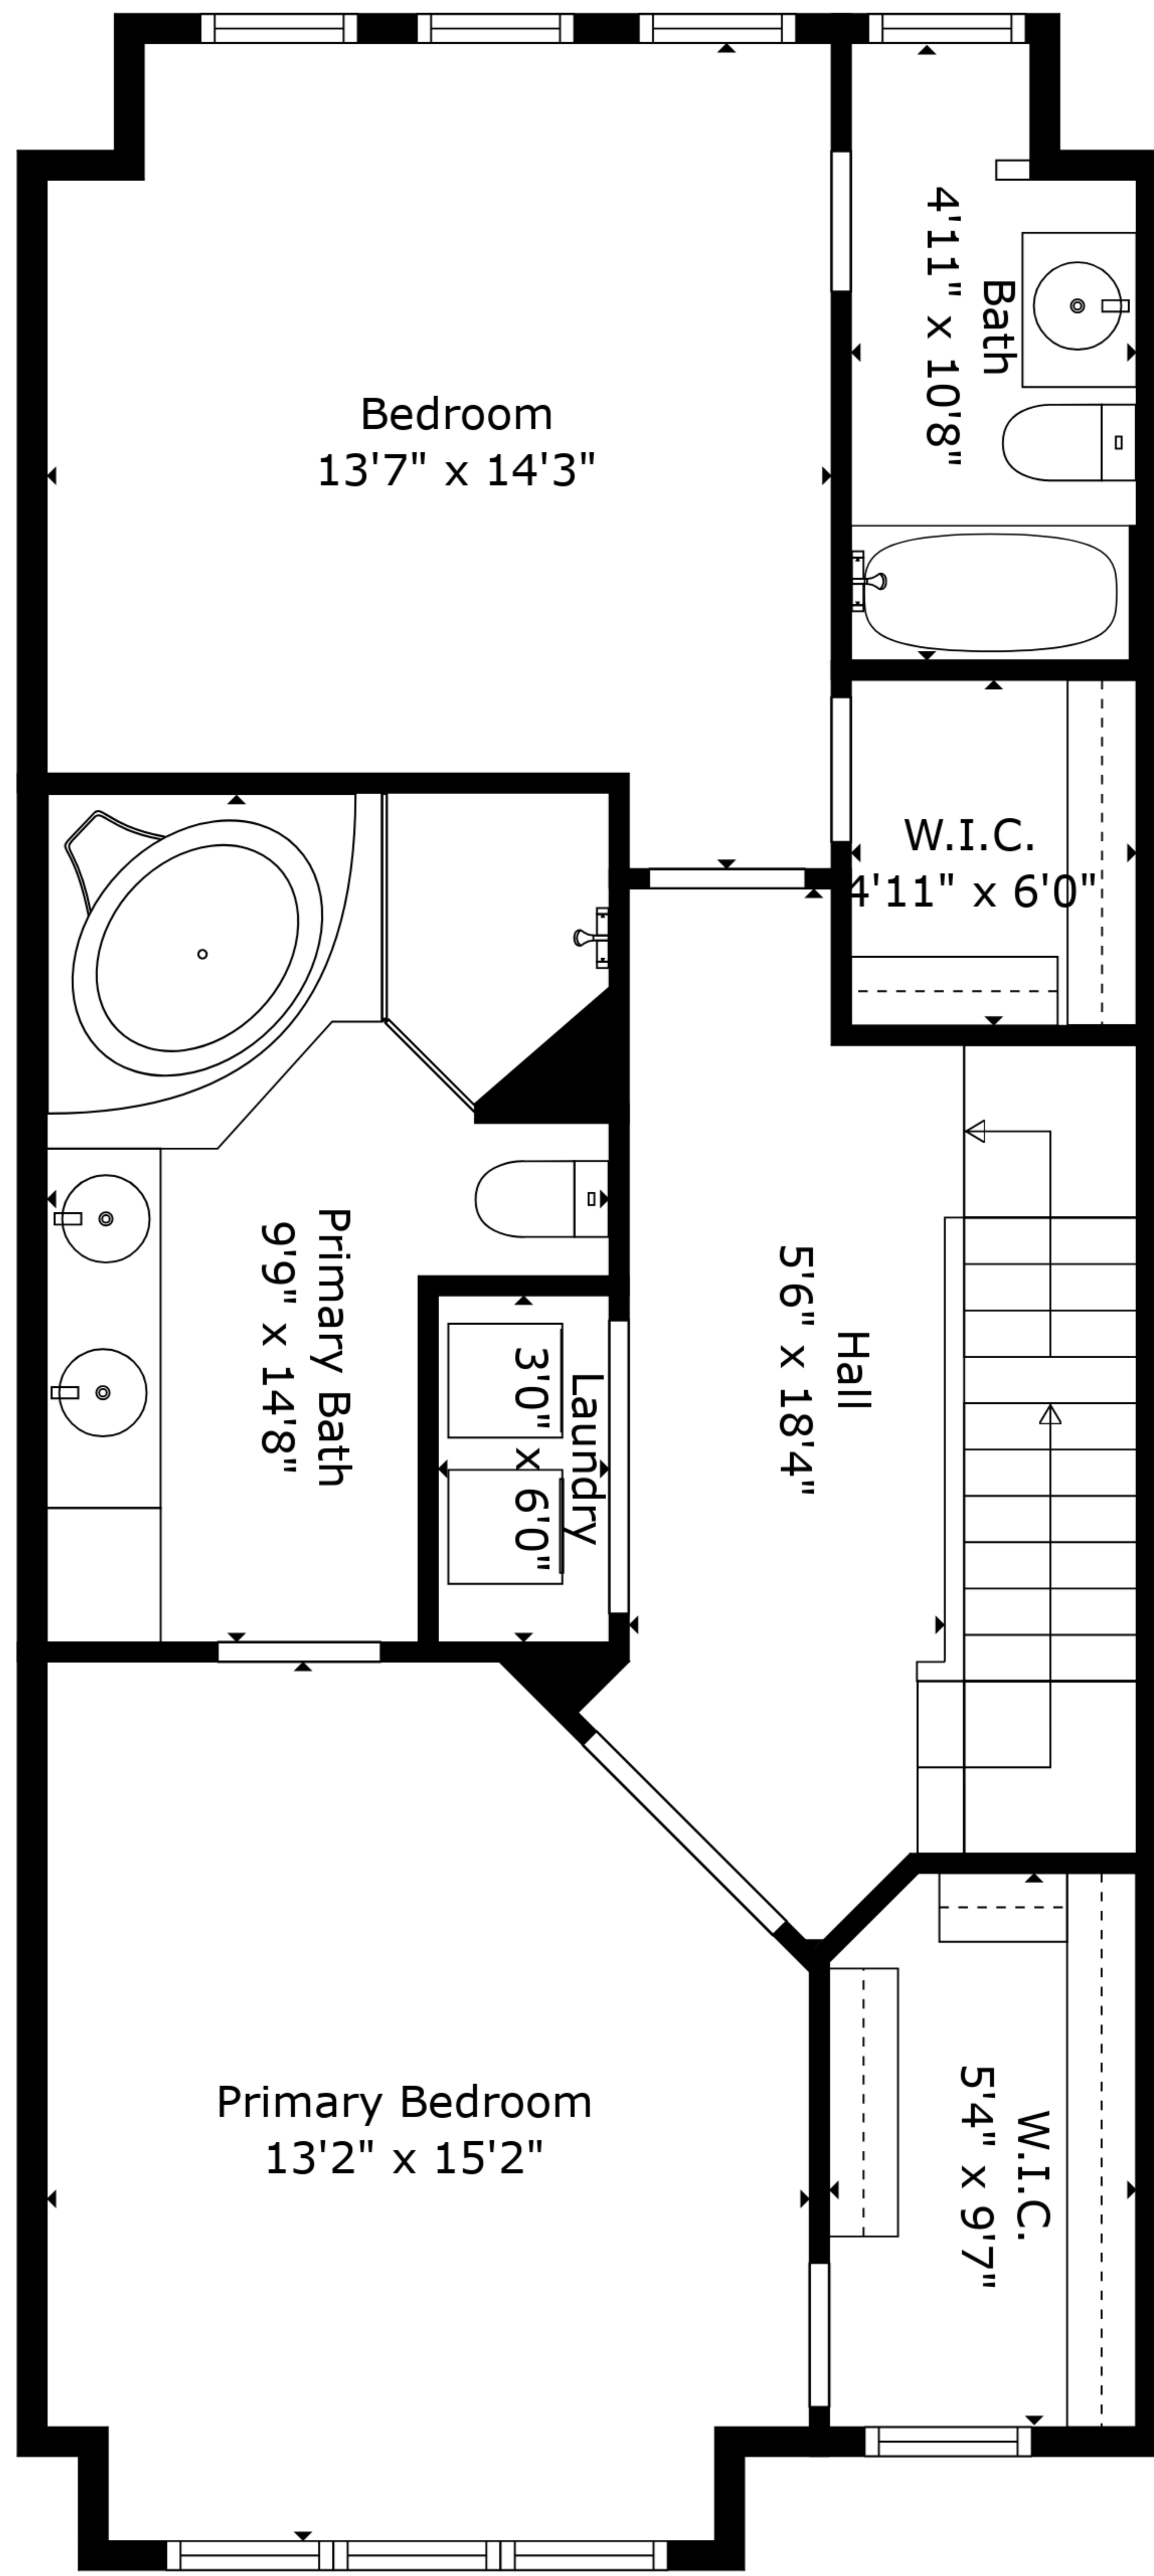 Bath
4'11" x 10'8"
Bedroom
13'7" x 14'3"
W.I.C.
4'11" x 6'0"
Primary Bath
9'9" x 14'8"
Laundry
3'0" x 6'0"
Hall
5'6" x 18'4"
Primary Bedroom
13'2" x 15'2"
W.I.C.
5'4" x 9'7"